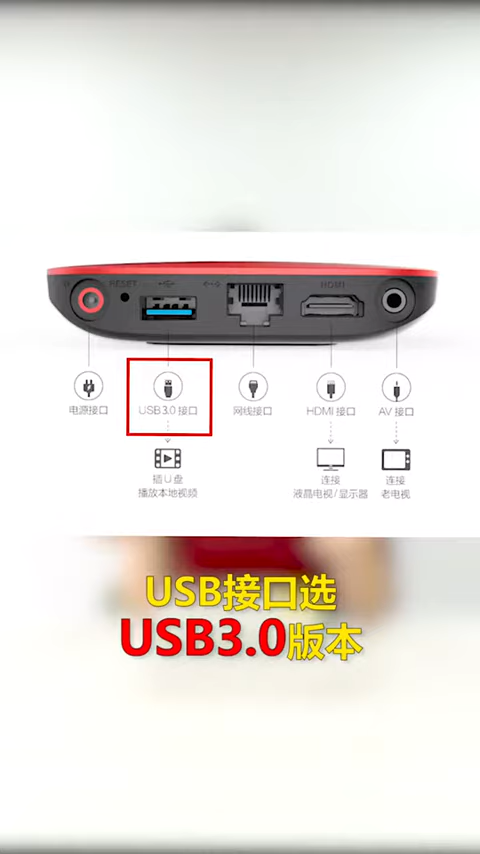 RESET
HDMI
电源接口
USB3.0 接口
网线接口
HDMI 接口
AV 接口
插U盘
播放本地视频
连接
液晶电视/显示器
连接
老电视
USB接口选
USB3.0版本